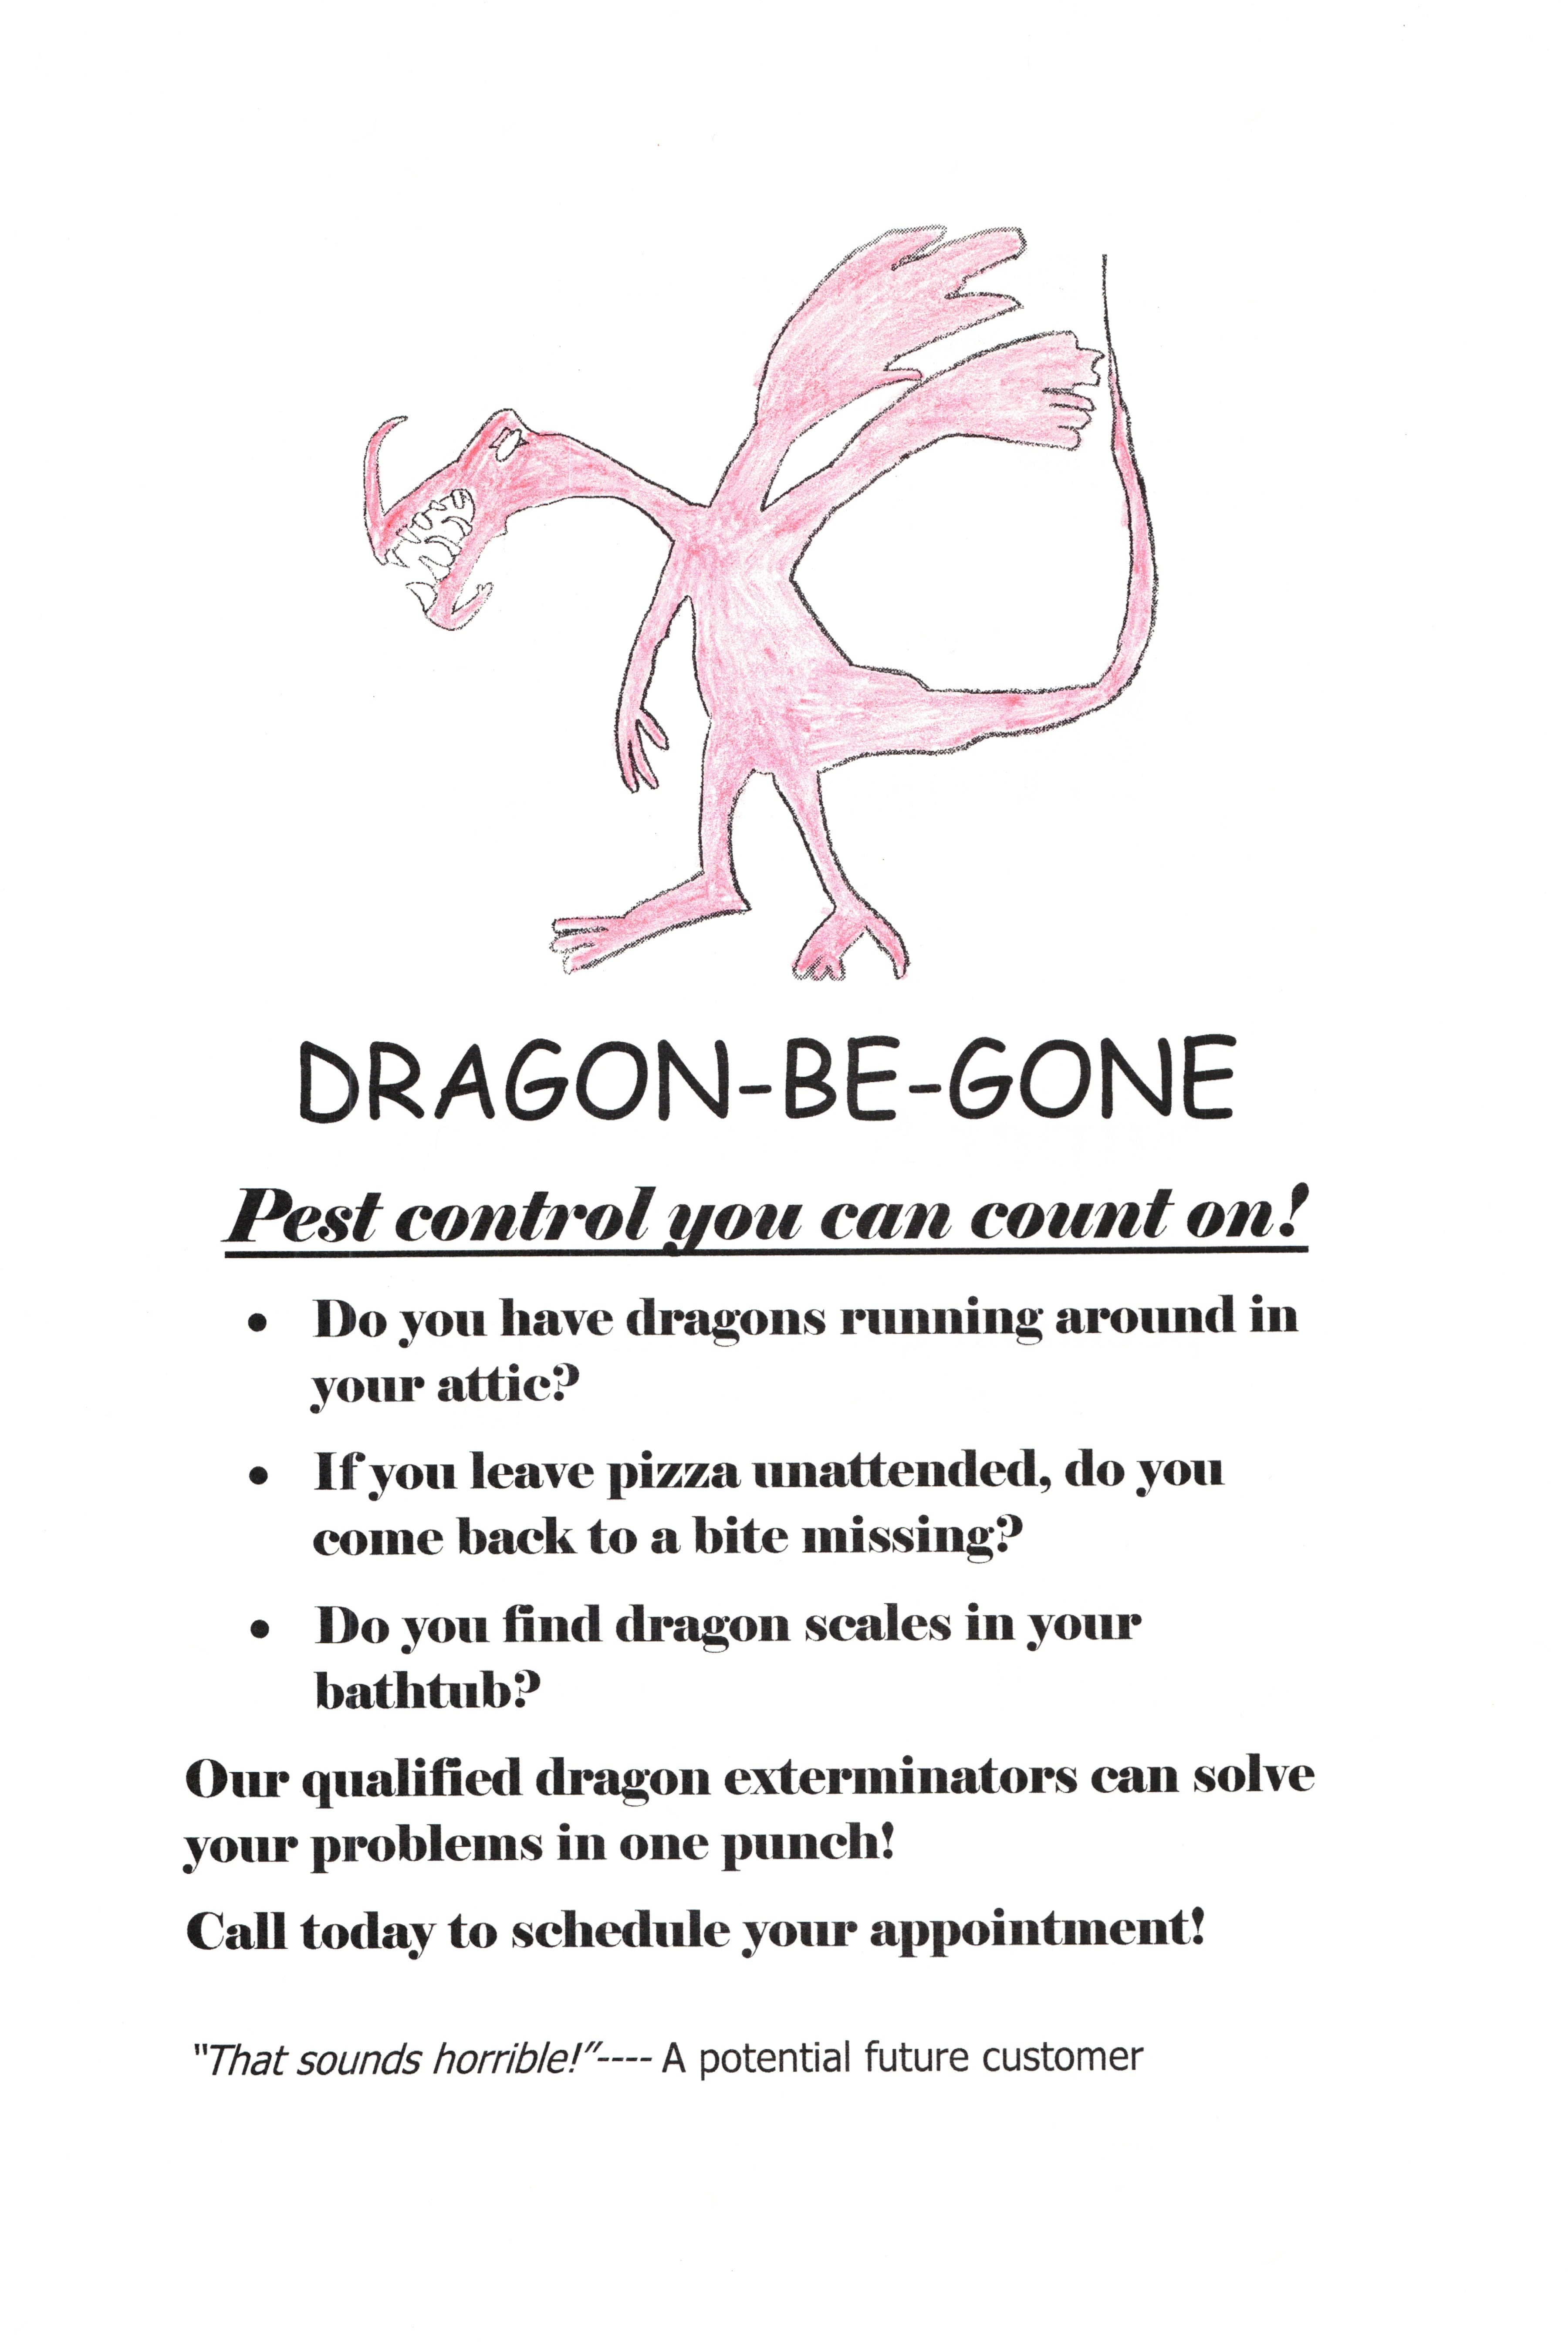 DRAGON-BE-GONE
Pest control you can count on!
• Do you have dragons running around in
your attic?
• If you leave pizza unattended, do you
come back to a bite missing?
• Do you find dragon scales in your
bathtub?
Our qualified dragon exterminators can solve
your problems in one punch!
Call today to schedule your appointment!
"That sounds horrible!"---- A potential future customer